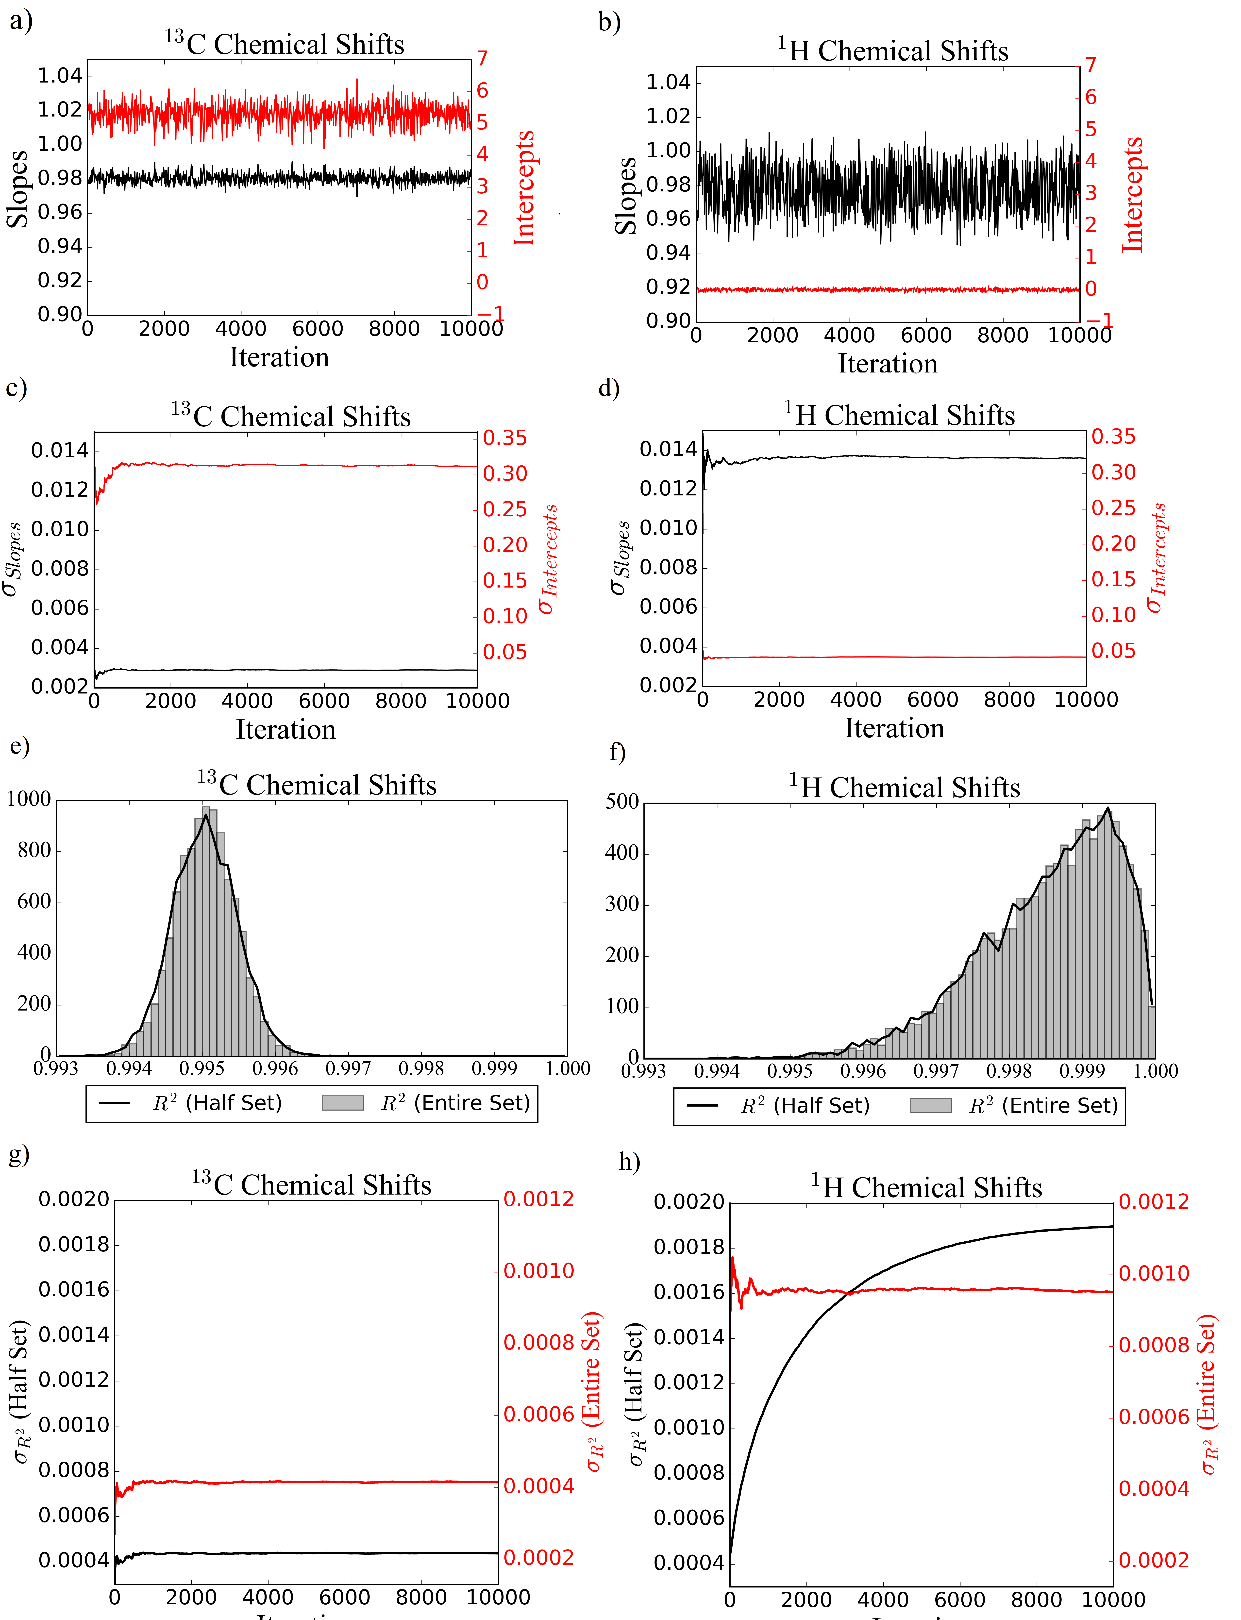 a)
¹³C Chemical Shifts
1.04
1.02
1.00
0.98
0.96
0.94
0.92
0.90
Slopes
7
6
5
4
3
2
1
0
−1
Intercepts
0 2000 4000 6000 8000 10000
Iteration
b)
¹H Chemical Shifts
1.04
1.02
1.00
0.98
0.96
0.94
0.92
0.90
Slopes
7
6
5
4
3
2
1
0
−1
Intercepts
0 2000 4000 6000 8000 10000
Iteration
c)
¹³C Chemical Shifts
0.014
0.012
0.010
0.008
0.006
0.004
0.002
σ_Slopes
0.35
0.30
0.25
0.20
0.15
0.10
0.05
σ_Intercepts
0 2000 4000 6000 8000 10000
Iteration
d)
¹H Chemical Shifts
0.014
0.012
0.010
0.008
0.006
0.004
0.002
σ_Slopes
0.35
0.30
0.25
0.20
0.15
0.10
0.05
σ_Intercepts
0 2000 4000 6000 8000 10000
Iteration
e)
¹³C Chemical Shifts
1000
800
600
400
200
0
0.993 0.994 0.995 0.996 0.997 0.998 0.999 1.000
R² (Half Set) R² (Entire Set)
f)
¹H Chemical Shifts
500
400
300
200
100
0
0.993 0.994 0.995 0.996 0.997 0.998 0.999 1.000
R² (Half Set) R² (Entire Set)
g)
¹³C Chemical Shifts
0.0020
0.0018
0.0016
0.0014
0.0012
0.0010
0.0008
0.0006
0.0004
σ_R² (Half Set)
0.0012
0.0010
0.0008
0.0006
0.0004
0.0002
σ_R² (Entire Set)
0 2000 4000 6000 8000 10000
Iteration
h)
¹H Chemical Shifts
0.0020
0.0018
0.0016
0.0014
0.0012
0.0010
0.0008
0.0006
0.0004
σ_R² (Half Set)
0.0012
0.0010
0.0008
0.0006
0.0004
0.0002
σ_R² (Entire Set)
0 2000 4000 6000 8000 10000
Iteration